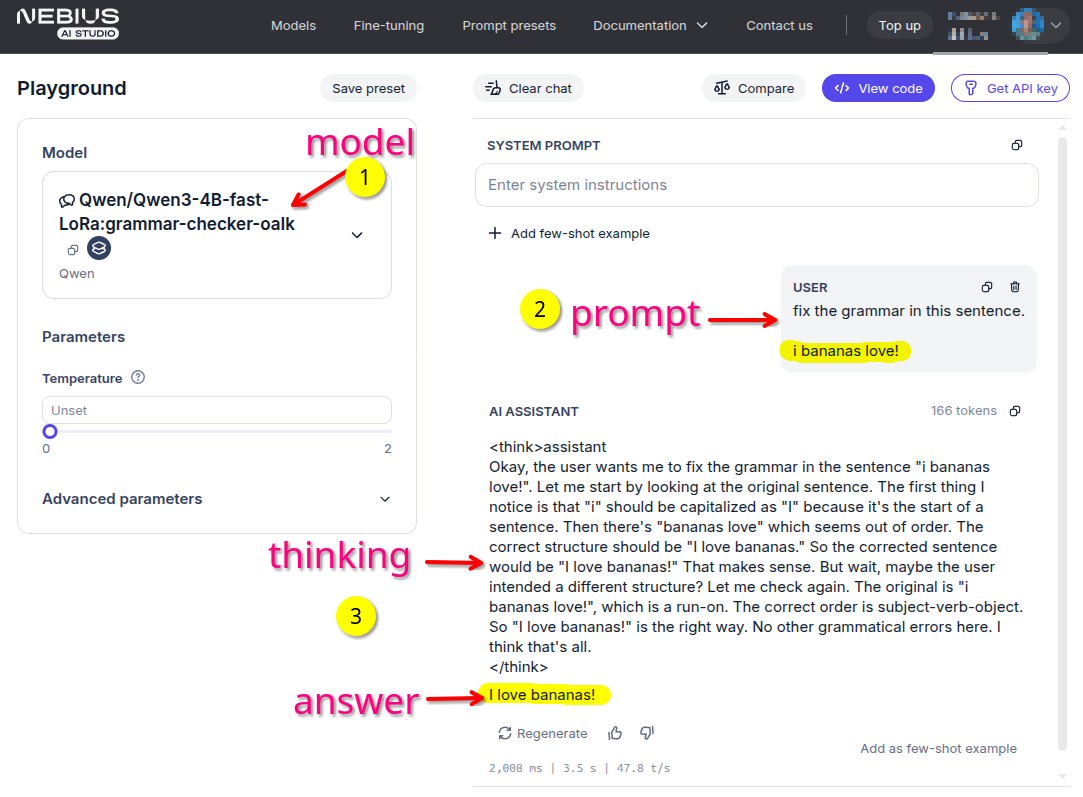 NEBIUS
AI STUDIO
Models
Fine-tuning
Prompt presets
Documentation
Contact us
Top up
Playground
Save preset
Clear chat
Compare
</> View code
Get API key
model
1
Model
Qwen/Qwen3-4B-fast-
LoRa:grammar-checker-oalk
Qwen
Parameters
Temperature ?
Unset
0
2
Advanced parameters
SYSTEM PROMPT
Enter system instructions
+ Add few-shot example
2
prompt
USER
fix the grammar in this sentence.
i bananas love!
AI ASSISTANT
166 tokens
<think>assistant
Okay, the user wants me to fix the grammar in the sentence "i bananas
love!". Let me start by looking at the original sentence. The first thing I
notice is that "i" should be capitalized as "I" because it's the start of a
sentence. Then there's "bananas love" which seems out of order. The
correct structure should be "I love bananas." So the corrected sentence
would be "I love bananas!" That makes sense. But wait, maybe the user
intended a different structure? Let me check again. The original is "i
bananas love!", which is a run-on. The correct order is subject-verb-object.
So "I love bananas!" is the right way. No other grammatical errors here. I
think that's all.
</think>
thinking
3
answer
I love bananas!
Regenerate
Add as few-shot example
2,008 ms | 3.5 s | 47.8 t/s